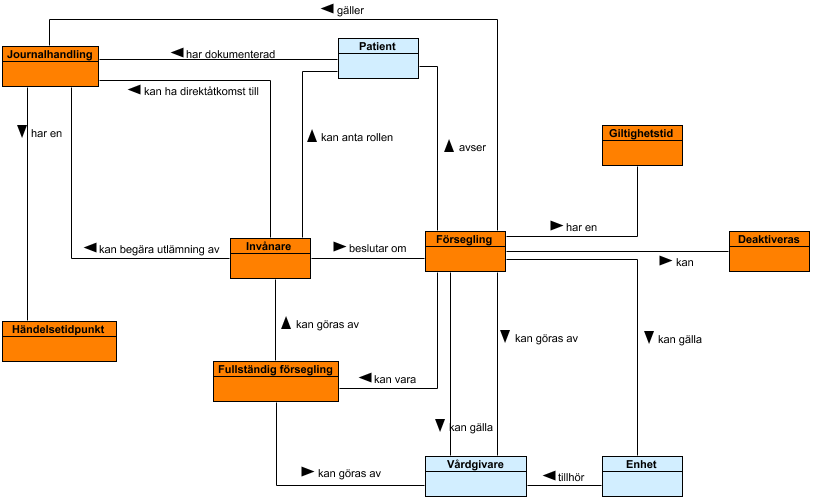 gäller
Patient
Journalhandling
har dokumenterad
kan ha direktåtkomst till
har en
kan anta rollen
avser
Giltighetstid
har en
Invånare
Försegling
Deaktiveras
kan begära utlämning av
beslutar om
kan
Händelsetidpunkt
kan göras av
kan göras av
kan gälla
Fullständig försegling
kan vara
kan gälla
Vårdgivare
Enhet
kan göras av
tillhör